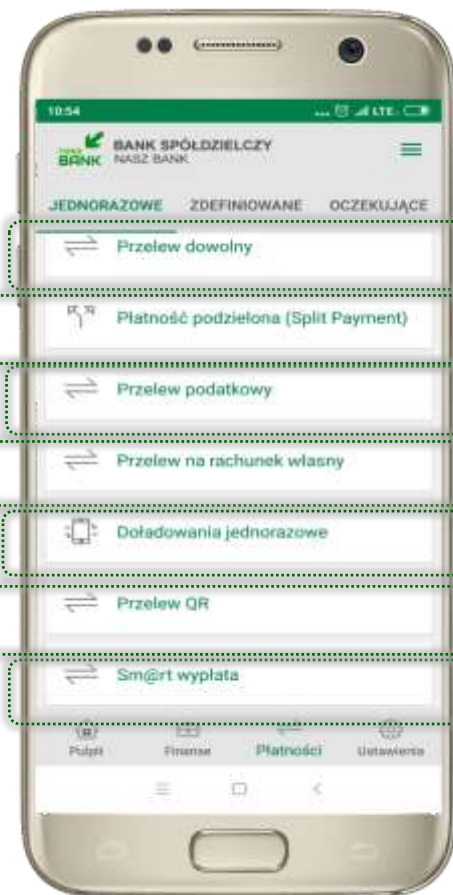 10:54 ... LTE
BANK BANK SPÓŁDZIELCZY
NASZ BANK
JEDNORAZOWE ZDEFINIOWANE OCZEKUJĄCE
Przelew dowolny
Płatność podzielona (Split Payment)
Przelew podatkowy
Przelew na rachunek własny
Doładowania jednorazowe
Przelew QR
Sm@rt wypłata
Pulpit Finanse Płatności Ustawienia